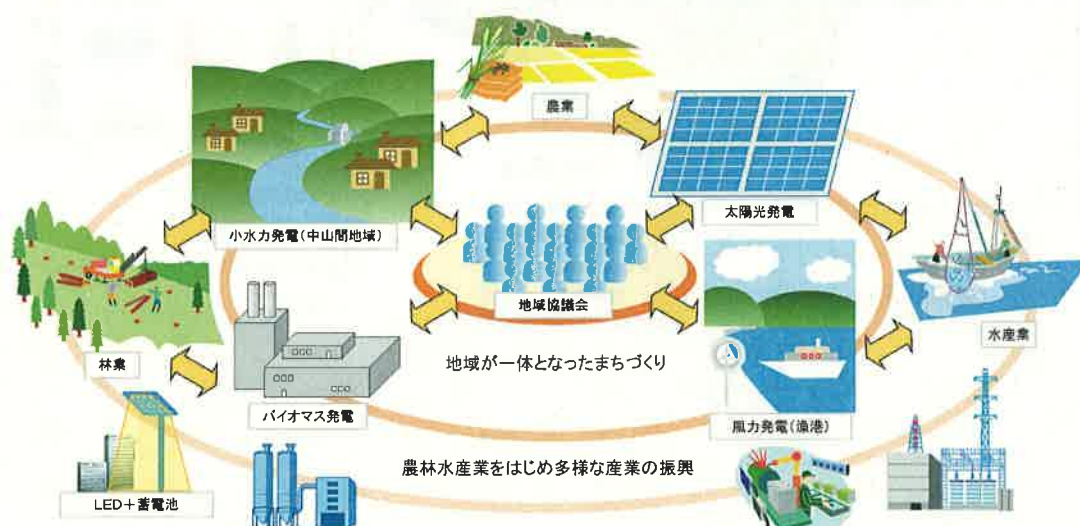 農業
太陽光発電
小水力発電(中山間地域)
地域協議会
水産業
林業
地域が一体となったまちづくり
バイオマス発電
風力発電(漁港)
農林水産業をはじめ多様な産業の振興
LED+蓄電池